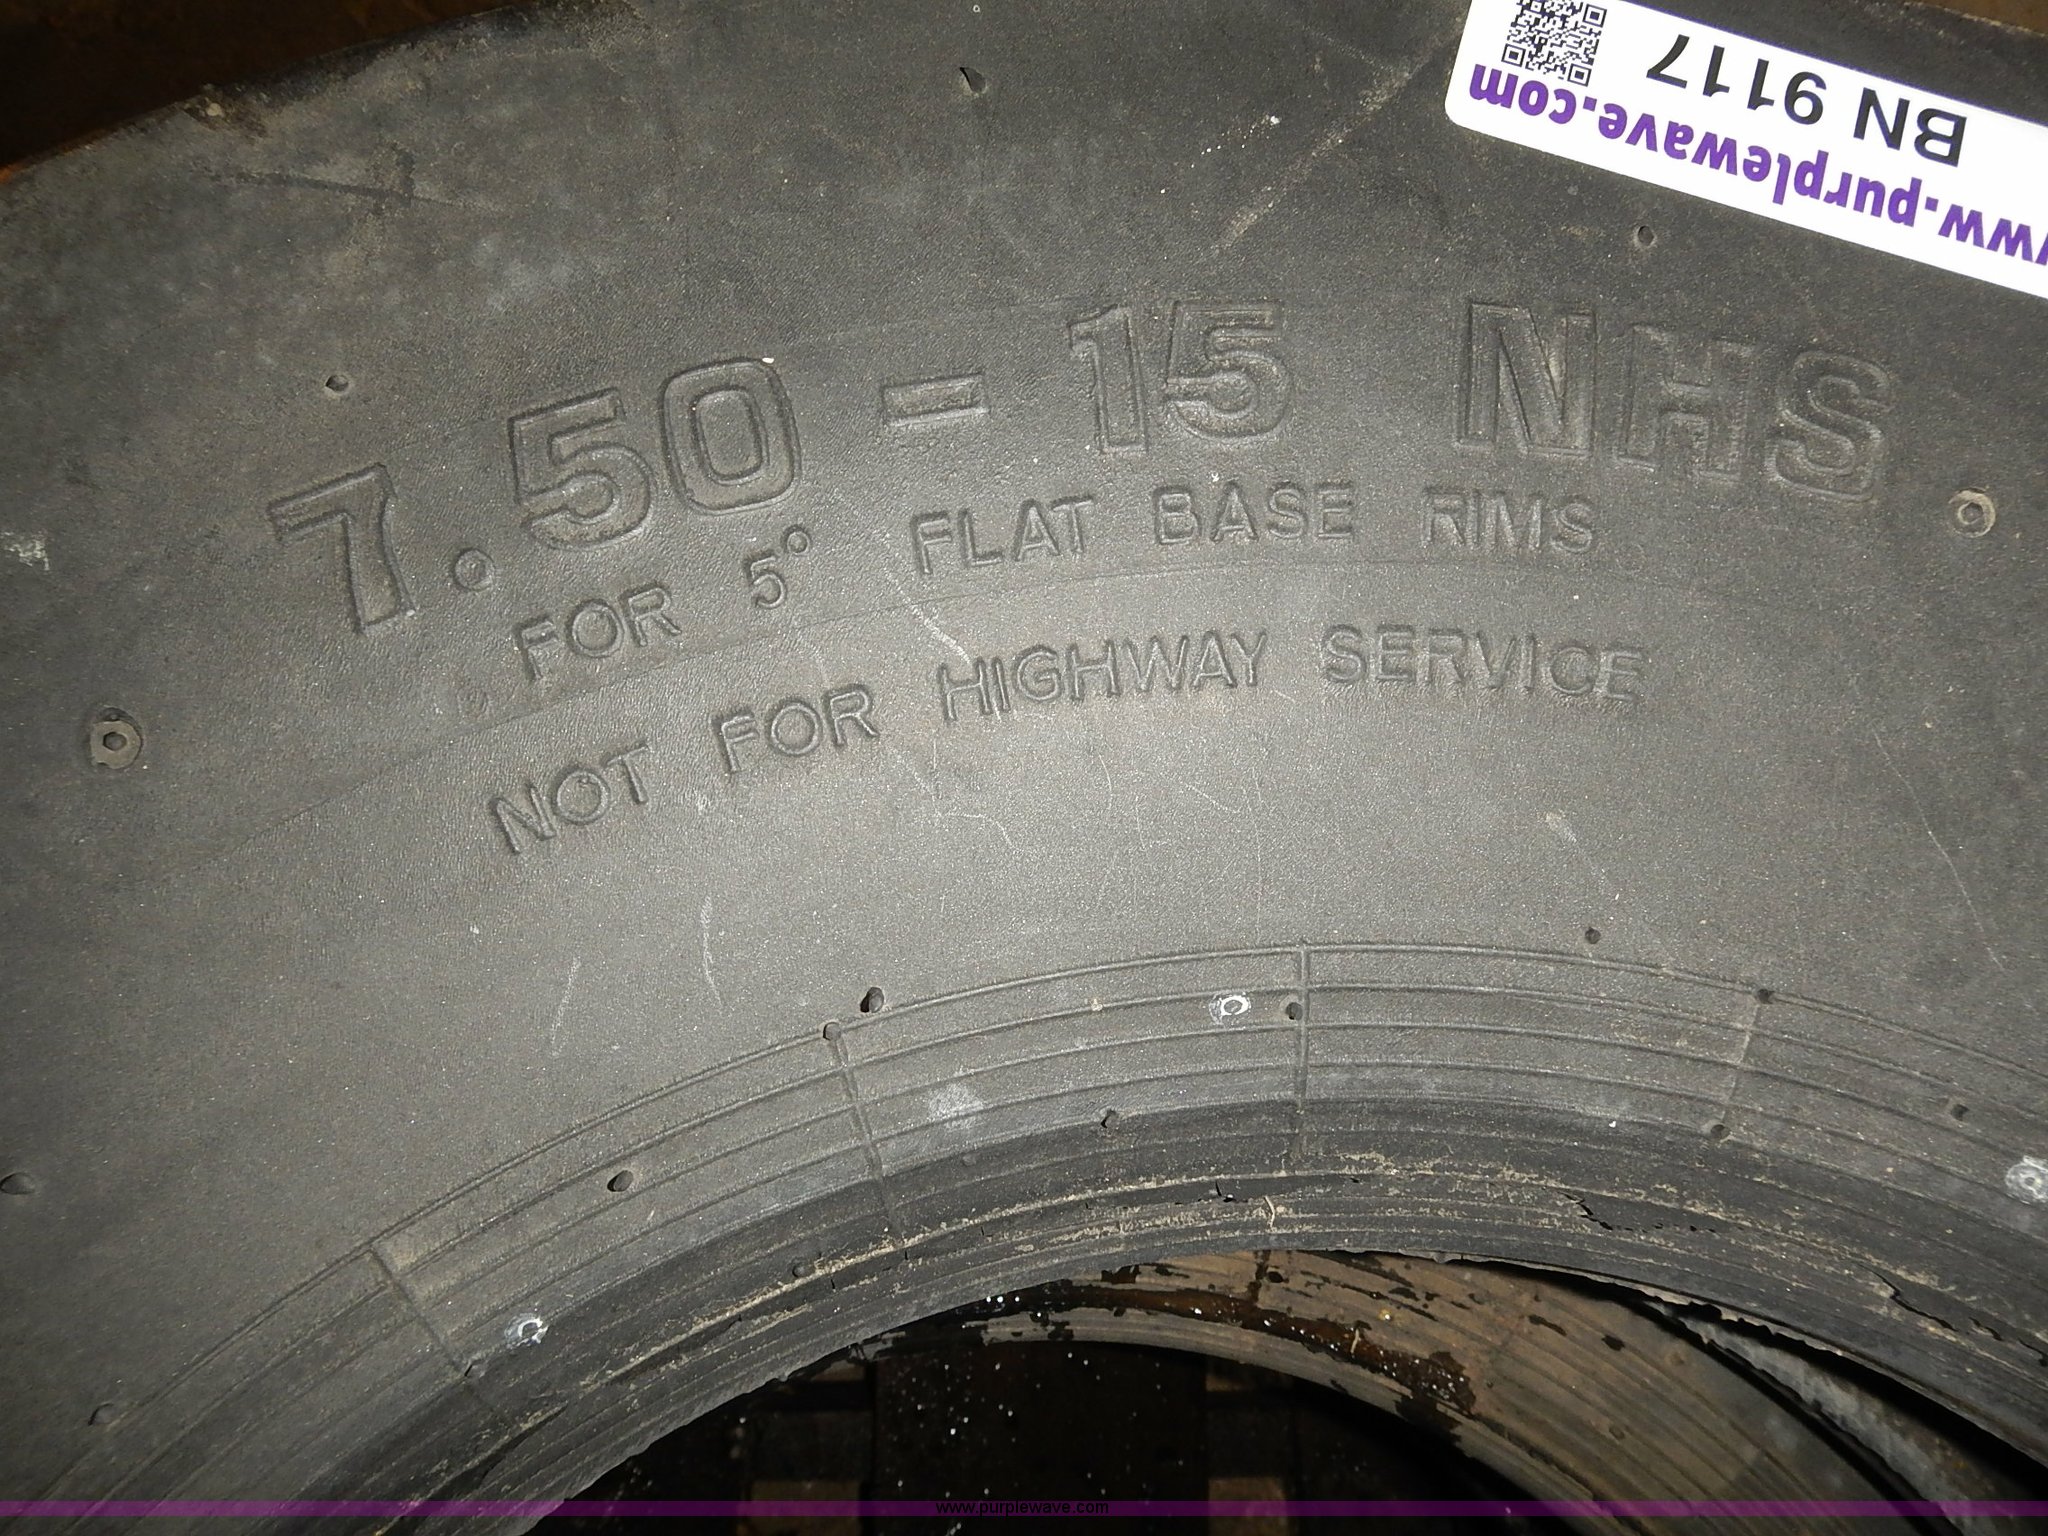 BN 9117
www.purplewave.com
7.50 - 15 NHS
FOR 5° FLAT BASE RIMS
NOT FOR HIGHWAY SERVICE
www.purplewave.com